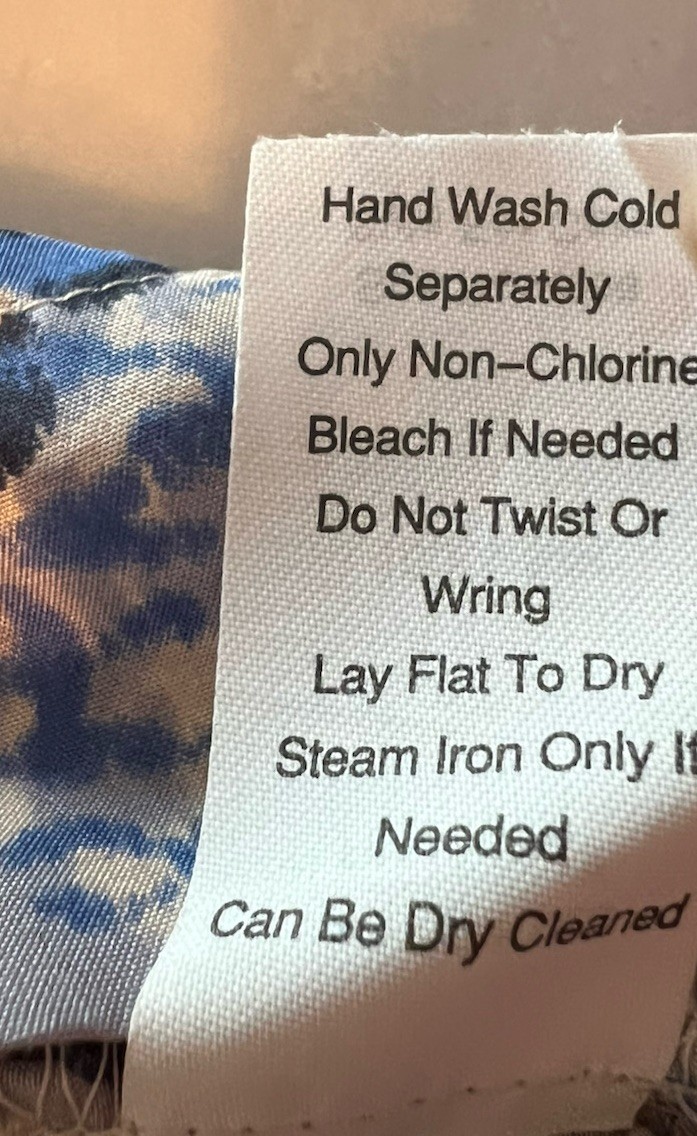 Hand Wash Cold
Separately
Only Non–Chlorine
Bleach If Needed
Do Not Twist Or
Wring
Lay Flat To Dry
Steam Iron Only If
Needed
Can Be Dry Cleaned